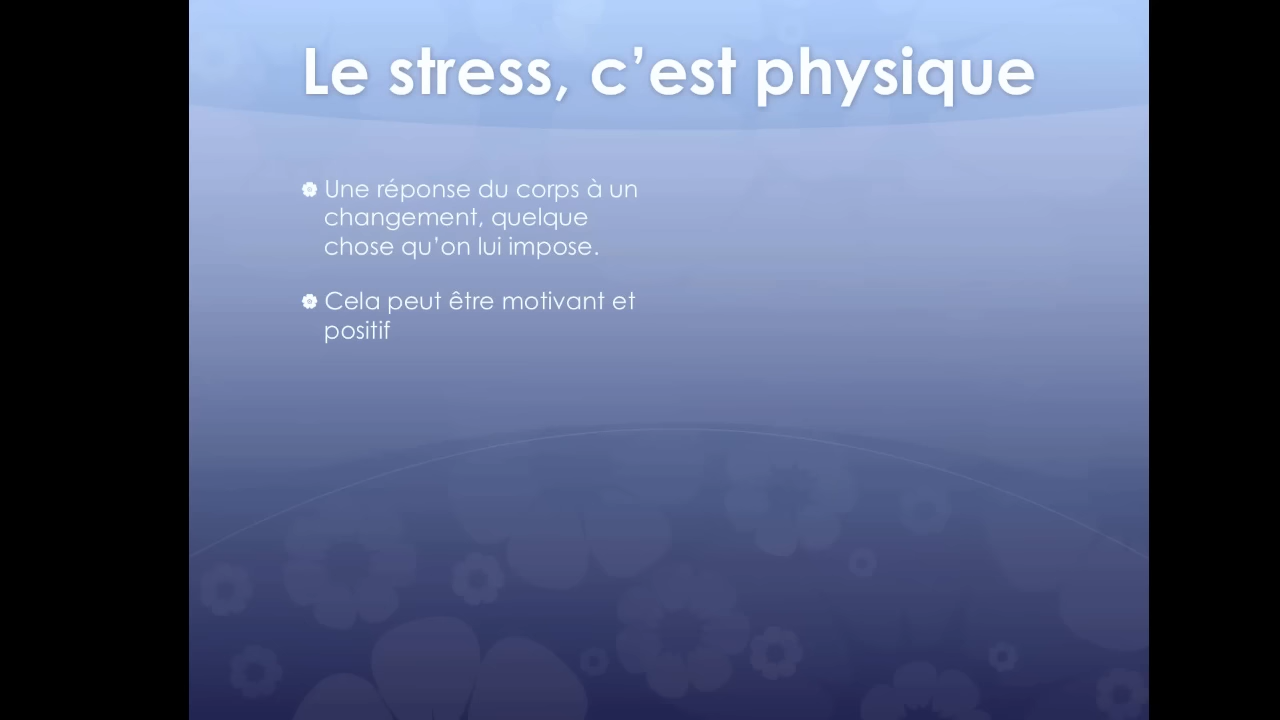 Le stress, c’est physique
Une réponse du corps à un
changement, quelque
chose qu’on lui impose.
Cela peut être motivant et
positif